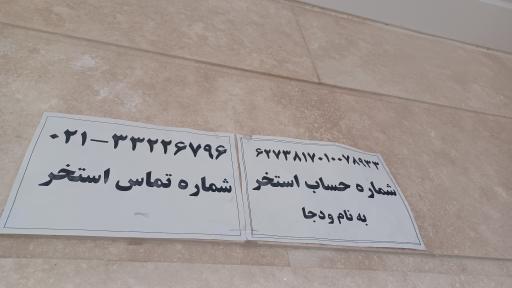 ۶۲۷۳۸۱۷۰۱۰۰۷۸۹۳۳
شماره حساب استخر
به نام ودجا
۰۲۱-۳۳۲۲۶۷۹۶
شماره تماس استخر